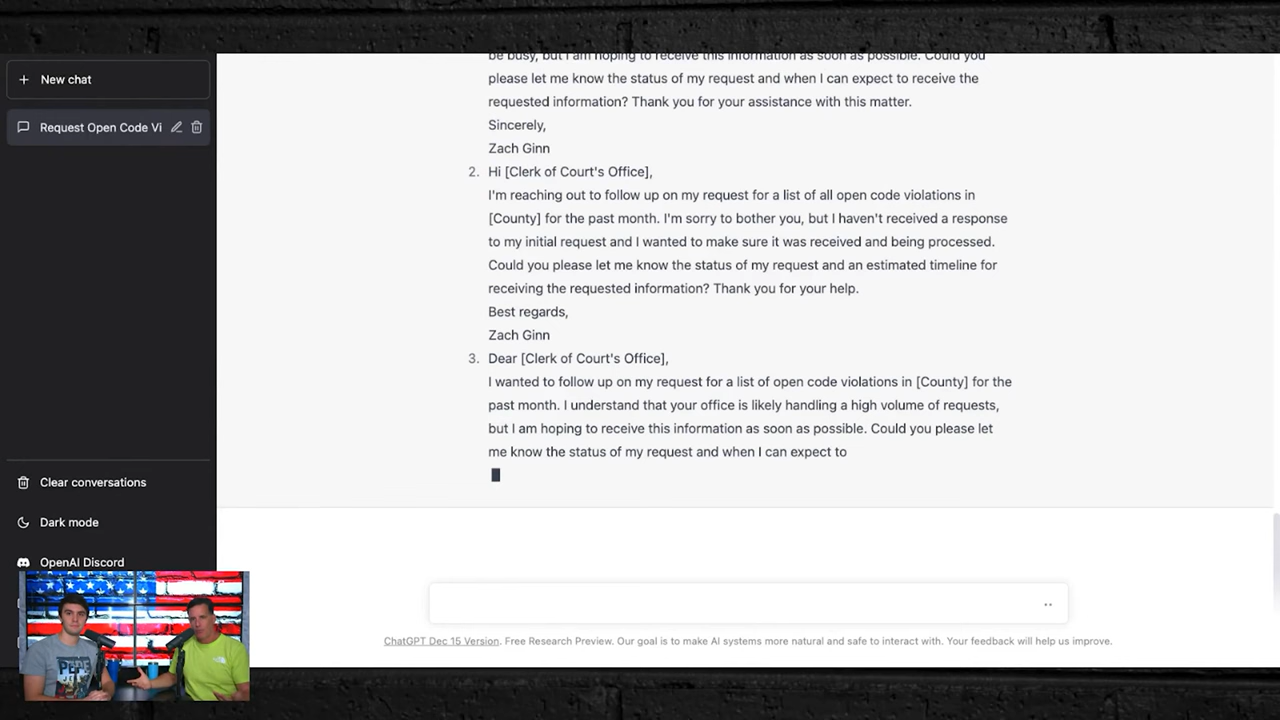 New chat
Request Open Code Vi
Clear conversations
Dark mode
OpenAI Discord
be busy, but I am hoping to receive this information as soon as possible. Could you
please let me know the status of my request and when I can expect to receive the
requested information? Thank you for your assistance with this matter.
Sincerely,
Zach Ginn
2. Hi [Clerk of Court's Office],
I'm reaching out to follow up on my request for a list of all open code violations in
[County] for the past month. I'm sorry to bother you, but I haven't received a response
to my initial request and I wanted to make sure it was received and being processed.
Could you please let me know the status of my request and an estimated timeline for
receiving the requested information? Thank you for your help.
Best regards,
Zach Ginn
3. Dear [Clerk of Court's Office],
I wanted to follow up on my request for a list of open code violations in [County] for the
past month. I understand that your office is likely handling a high volume of requests,
but I am hoping to receive this information as soon as possible. Could you please let
me know the status of my request and when I can expect to
ChatGPT Dec 15 Version. Free Research Preview. Our goal is to make AI systems more natural and safe to interact with. Your feedback will help us improve.